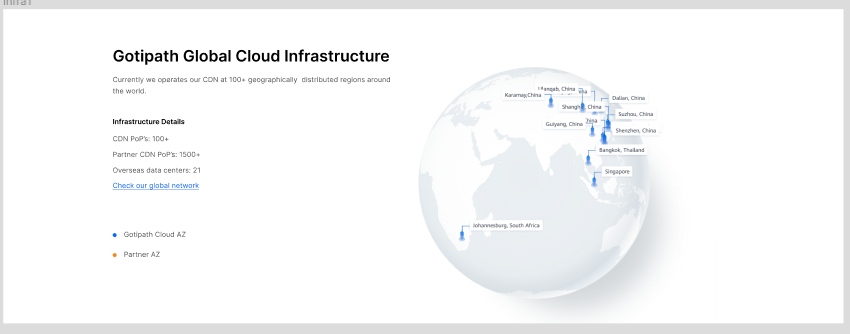 Infra1
Gotipath Global Cloud Infrastructure
Currently we operates our CDN at 100+ geographically distributed regions around
the world.
Infrastructure Details
CDN PoP's: 100+
Partner CDN PoP's: 1500+
Overseas data centers: 21
Check our global network
Gotipath Cloud AZ
Partner AZ
China
Karamay,China
Dalian, China
Shanghai, China
Suzhou, China
Guiyang, China
China
Shenzhen, China
Bangkok, Thailand
Singapore
Johannesburg, South Africa